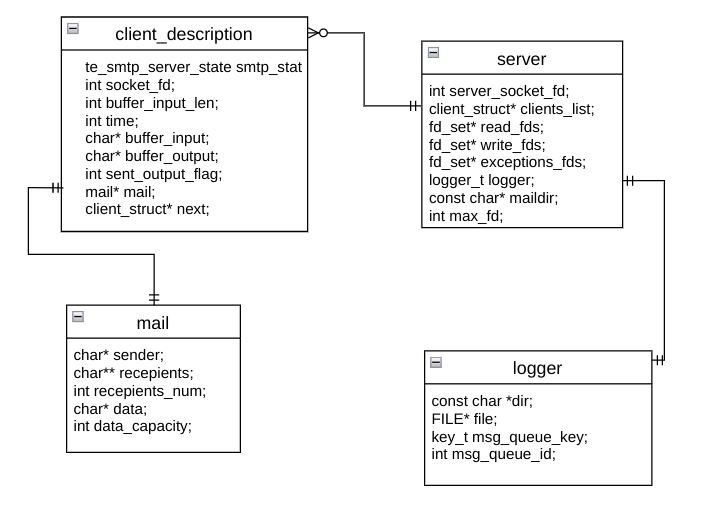 client_description
te_smtp_server_state smtp_stat
int socket_fd;
int buffer_input_len;
int time;
char* buffer_input;
char* buffer_output;
int sent_output_flag;
mail* mail;
client_struct* next;
server
int server_socket_fd;
client_struct* clients_list;
fd_set* read_fds;
fd_set* write_fds;
fd_set* exceptions_fds;
logger_t logger;
const char* maildir;
int max_fd;
mail
char* sender;
char** recepients;
int recepients_num;
char* data;
int data_capacity;
logger
const char *dir;
FILE* file;
key_t msg_queue_key;
int msg_queue_id;